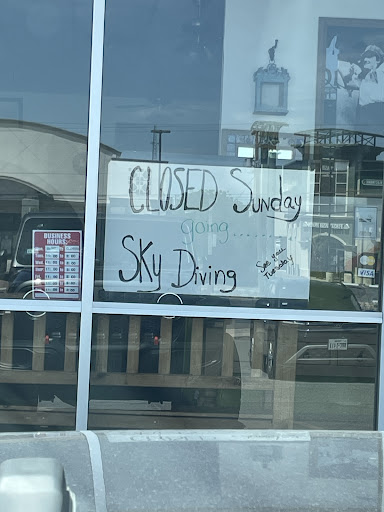 CLOSED Sunday
going......
Sky Diving
See you
Tuesday
BUSINESS
HOURS
VISA